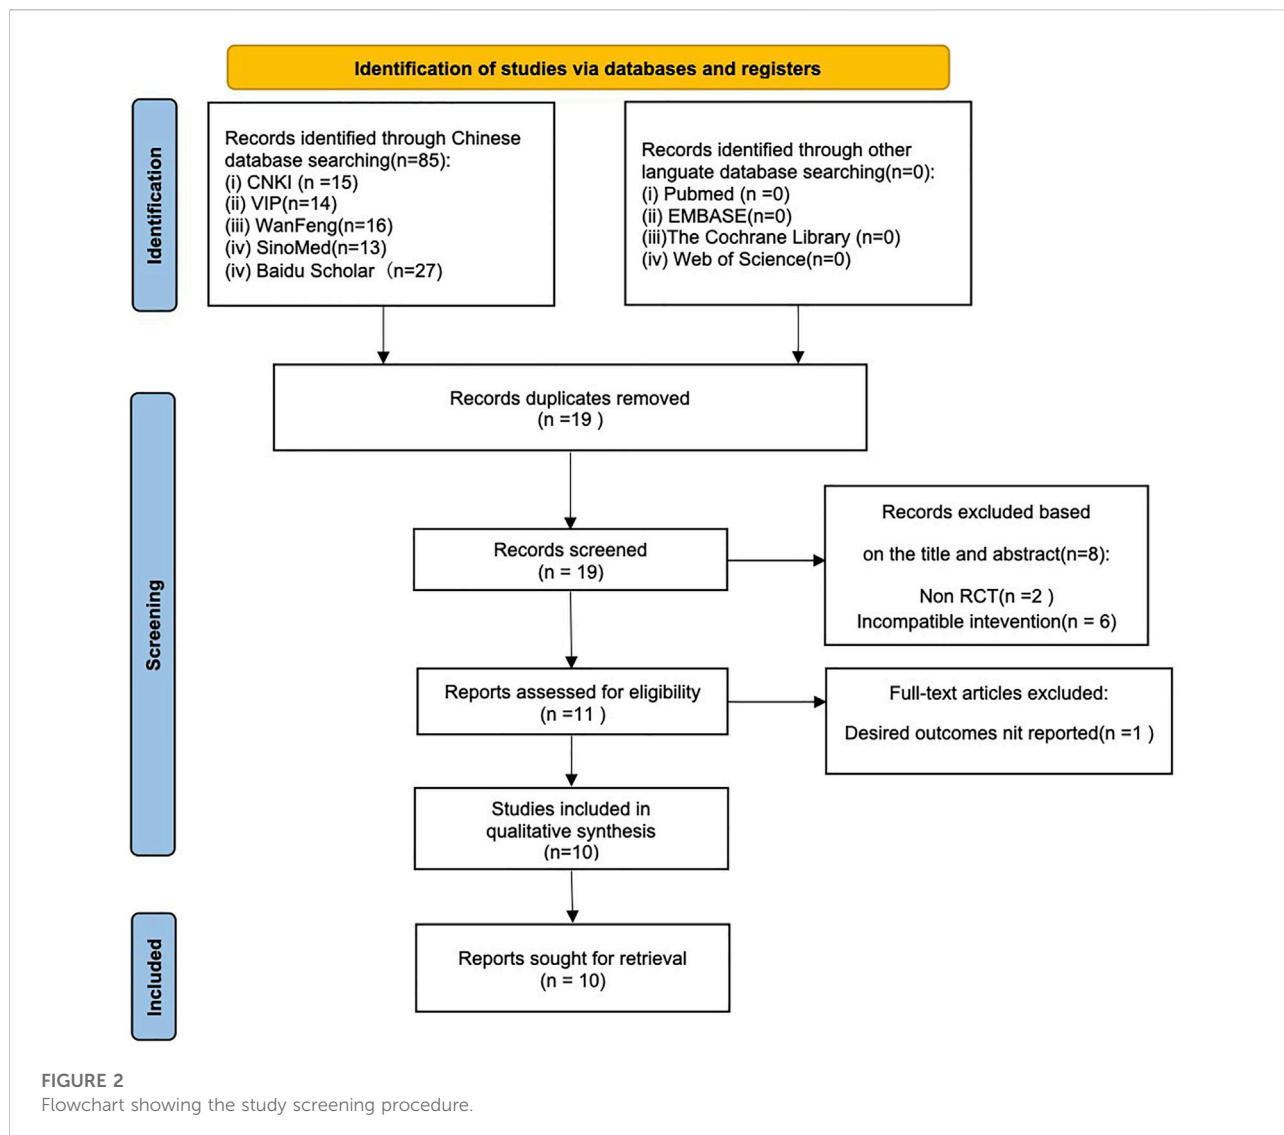 Identification of studies via databases and registers
Identification
Records identified through Chinese
database searching(n=85):
(i) CNKI (n =15)
(ii) VIP(n=14)
(iii) WanFeng(n=16)
(iv) SinoMed(n=13)
(iv) Baidu Scholar（n=27)
Records identified through other
languate database searching(n=0):
(i) Pubmed (n =0)
(ii) EMBASE(n=0)
(iii)The Cochrane Library (n=0)
(iv) Web of Science(n=0)
Screening
Records duplicates removed
(n =19 )
Records screened
(n = 19)
Records excluded based
on the title and abstract(n=8):
Non RCT(n =2 )
Incompatible intevention(n = 6)
Reports assessed for eligibility
(n =11 )
Full-text articles excluded:
Desired outcomes nit reported(n =1 )
Studies included in
qualitative synthesis
(n=10)
Included
Reports sought for retrieval
(n = 10)
FIGURE 2
Flowchart showing the study screening procedure.